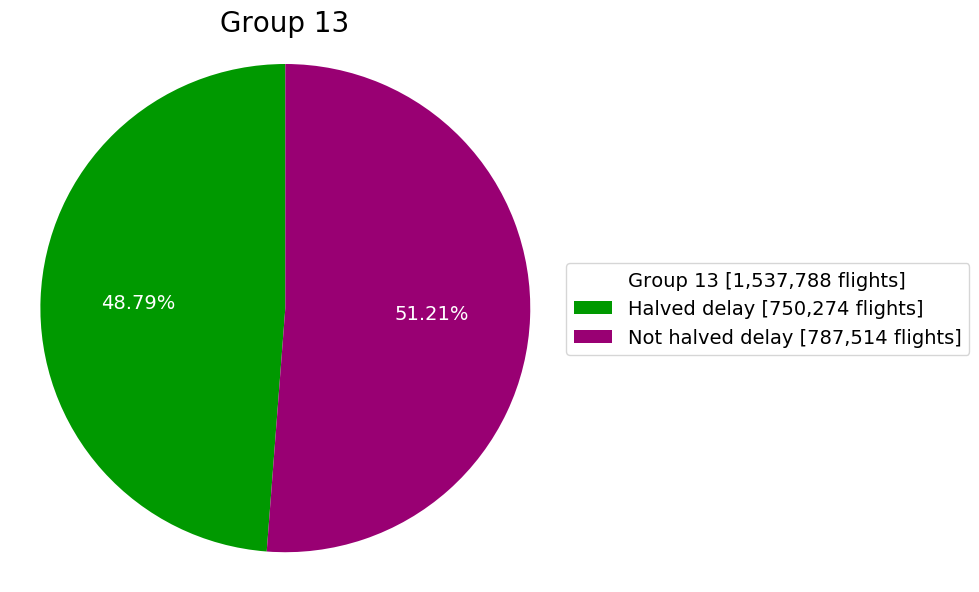 Group 13
48.79%
51.21%
Group 13 [1,537,788 flights]
Halved delay [750,274 flights]
Not halved delay [787,514 flights]